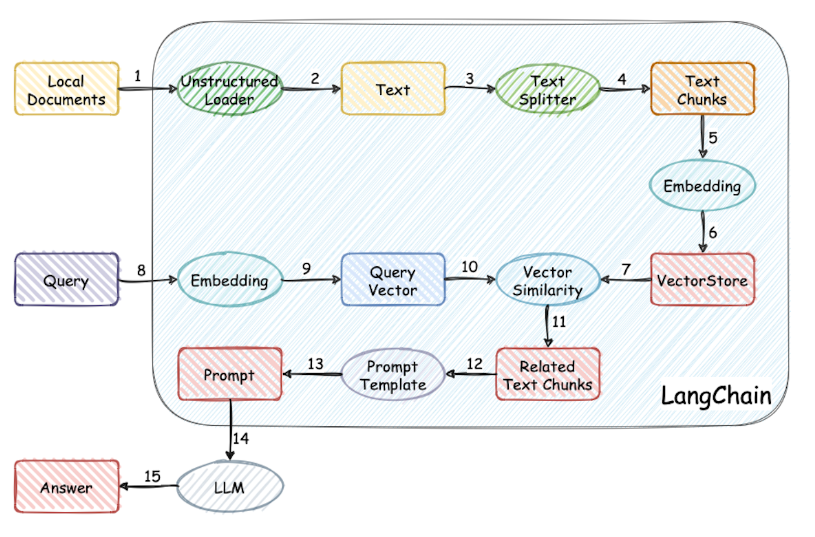 1
2
3
4
Local
Documents
Unstructured
Loader
Text
Text
Splitter
Text
Chunks
5
Embedding
6
8
9
10
7
Query
Embedding
Query
Vector
Vector
Similarity
VectorStore
11
13
12
Prompt
Prompt
Template
Related
Text Chunks
LangChain
14
15
Answer
LLM